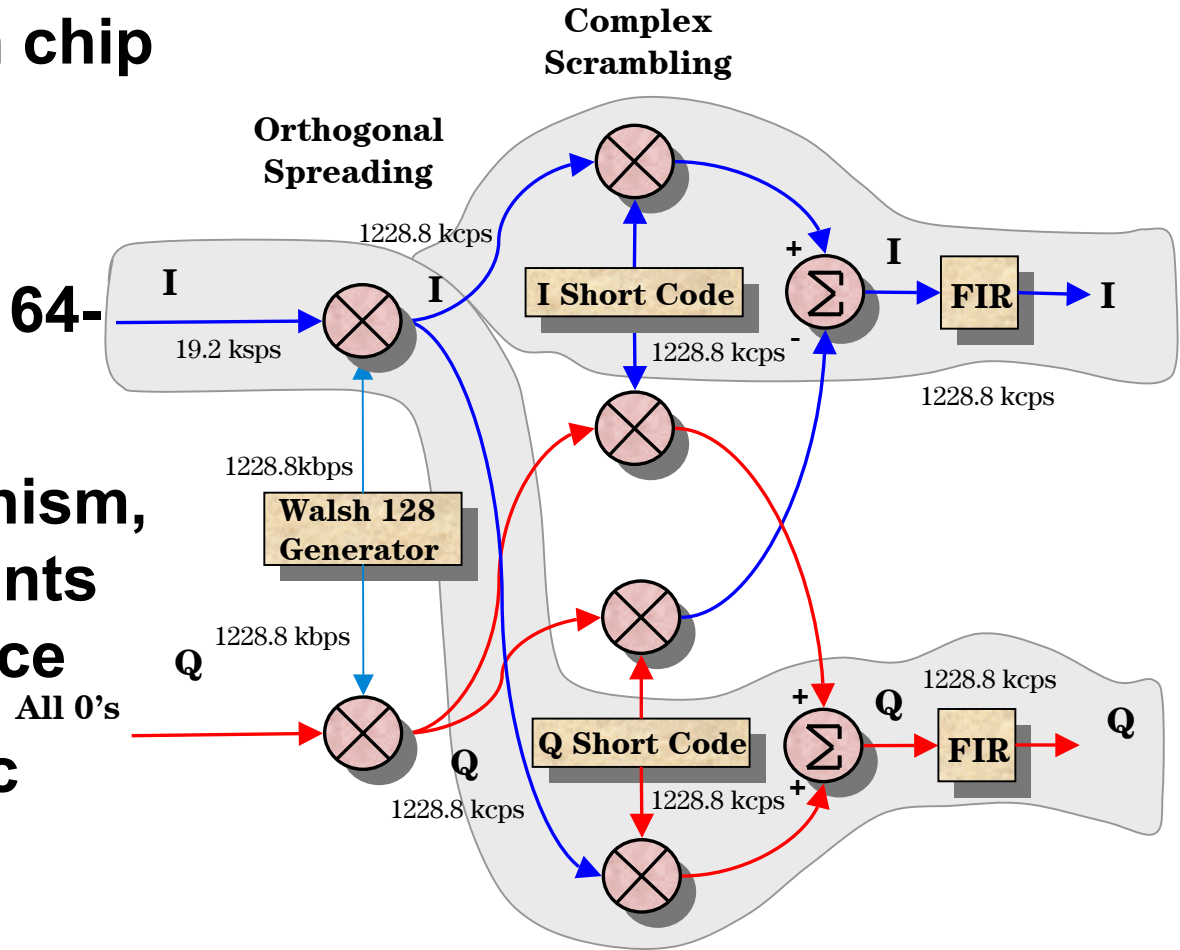 n chip
64-
nism,
nts
ce
c
Complex
Scrambling
Orthogonal
Spreading
1228.8 kcps
I
I
19.2 ksps
I Short Code
1228.8 kcps
+
-
Σ
I
FIR
I
1228.8 kcps
1228.8kbps
Walsh 128
Generator
1228.8 kbps
Q
All 0's
Q
1228.8 kcps
Q Short Code
1228.8 kcps
+
+
Σ
Q
1228.8 kcps
FIR
Q